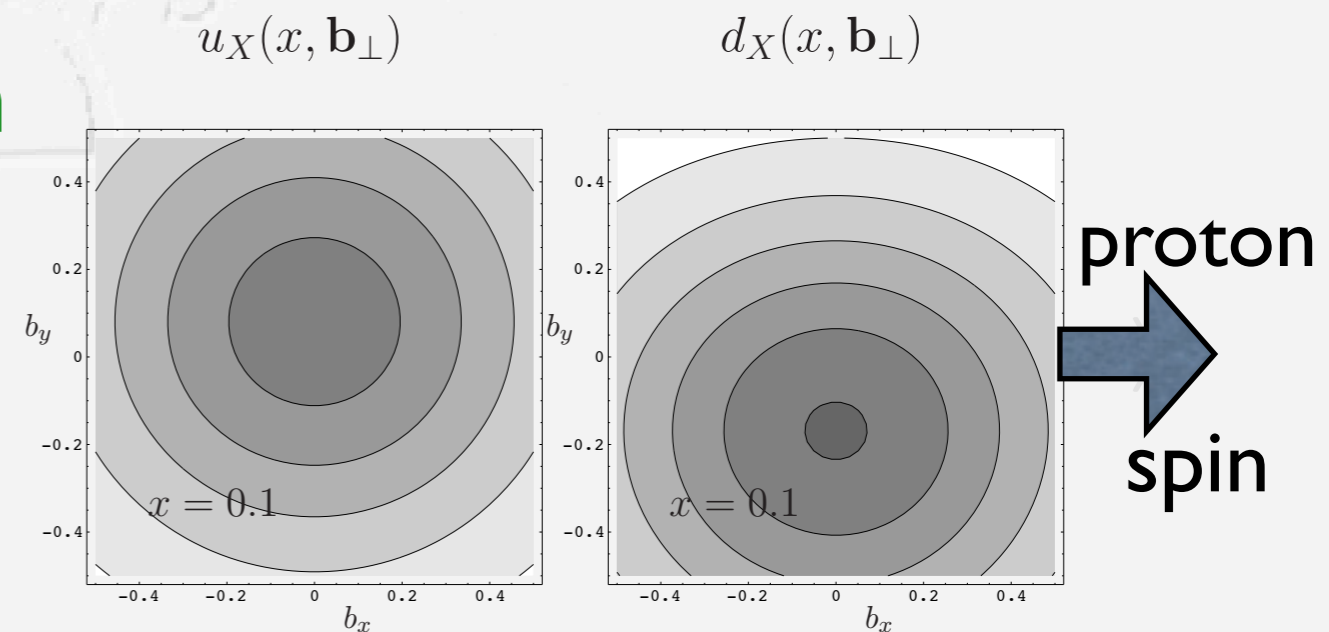 u_X(x, b_⊥)
d_X(x, b_⊥)
0.4
0.2
b_y
0
-0.2
-0.4
x = 0.1
-0.4 -0.2 0 0.2 0.4
b_x
0.4
0.2
b_y
0
-0.2
-0.4
x = 0.1
-0.4 -0.2 0 0.2 0.4
b_x
proton
spin